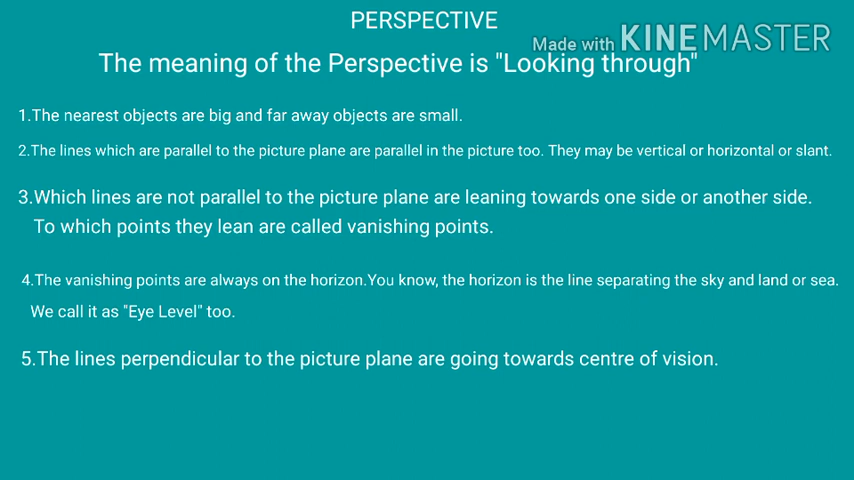 PERSPECTIVE
Made with KINEMASTER
The meaning of the Perspective is "Looking through"
1.The nearest objects are big and far away objects are small.
2.The lines which are parallel to the picture plane are parallel in the picture too. They may be vertical or horizontal or slant.
3.Which lines are not parallel to the picture plane are leaning towards one side or another side.
To which points they lean are called vanishing points.
4.The vanishing points are always on the horizon.You know, the horizon is the line separating the sky and land or sea.
We call it as "Eye Level" too.
5.The lines perpendicular to the picture plane are going towards centre of vision.